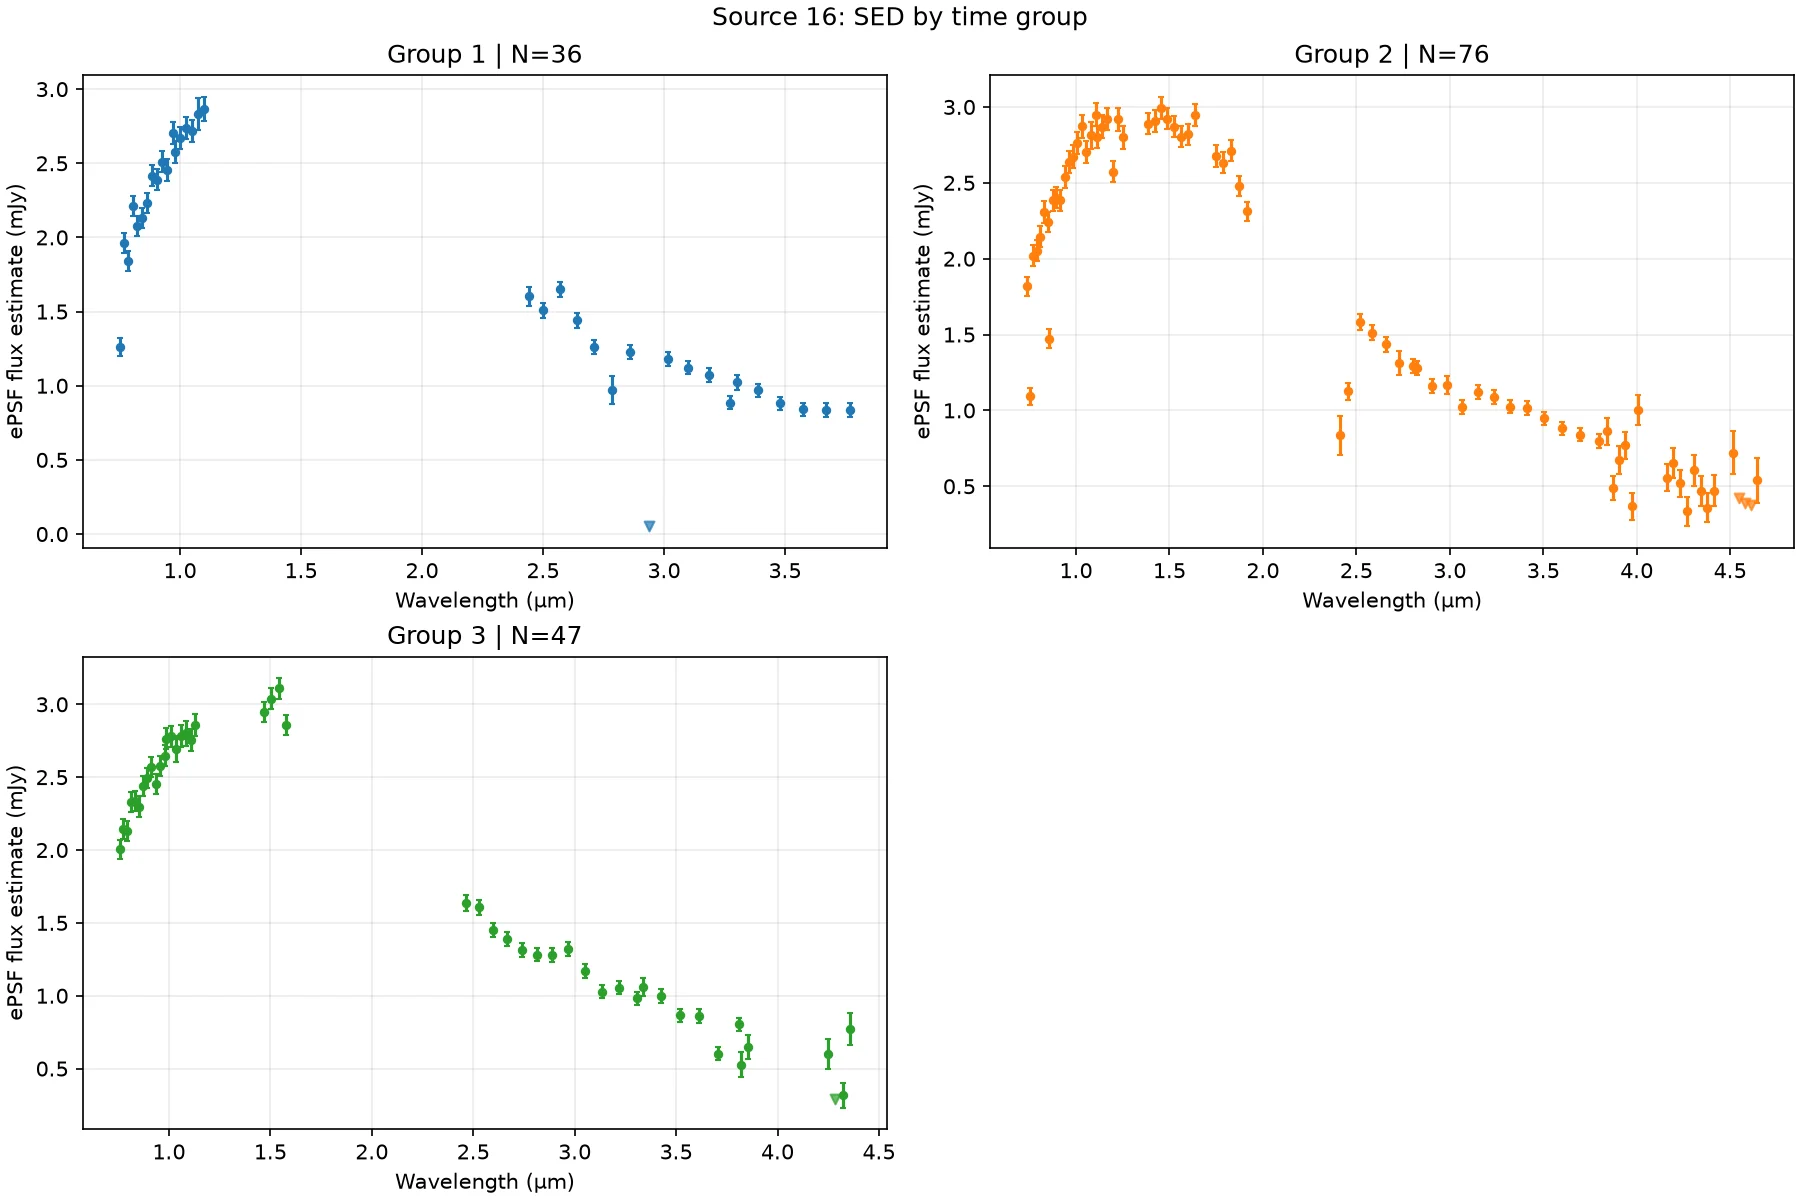 Source 16: SED by time group
Group 1 | N=36
3.0
2.5
2.0
1.5
1.0
0.5
0.0
ePSF flux estimate (mJy)
1.0 1.5 2.0 2.5 3.0 3.5
Wavelength (µm)
Group 2 | N=76
3.0
2.5
2.0
1.5
1.0
0.5
ePSF flux estimate (mJy)
1.0 1.5 2.0 2.5 3.0 3.5 4.0 4.5
Wavelength (µm)
Group 3 | N=47
3.0
2.5
2.0
1.5
1.0
0.5
ePSF flux estimate (mJy)
1.0 1.5 2.0 2.5 3.0 3.5 4.0 4.5
Wavelength (µm)